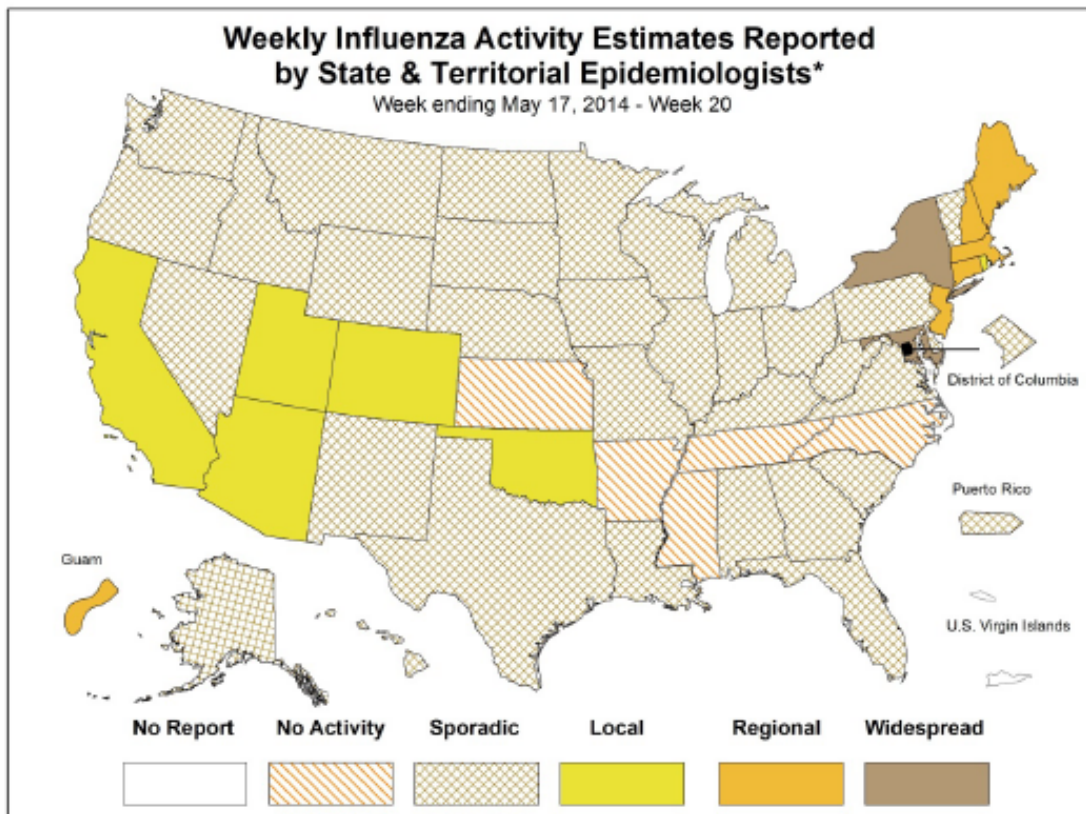 Weekly Influenza Activity Estimates Reported
by State & Territorial Epidemiologists*
Week ending May 17, 2014 - Week 20
District of Columbia
Puerto Rico
Guam
U.S. Virgin Islands
No Report No Activity Sporadic Local Regional Widespread